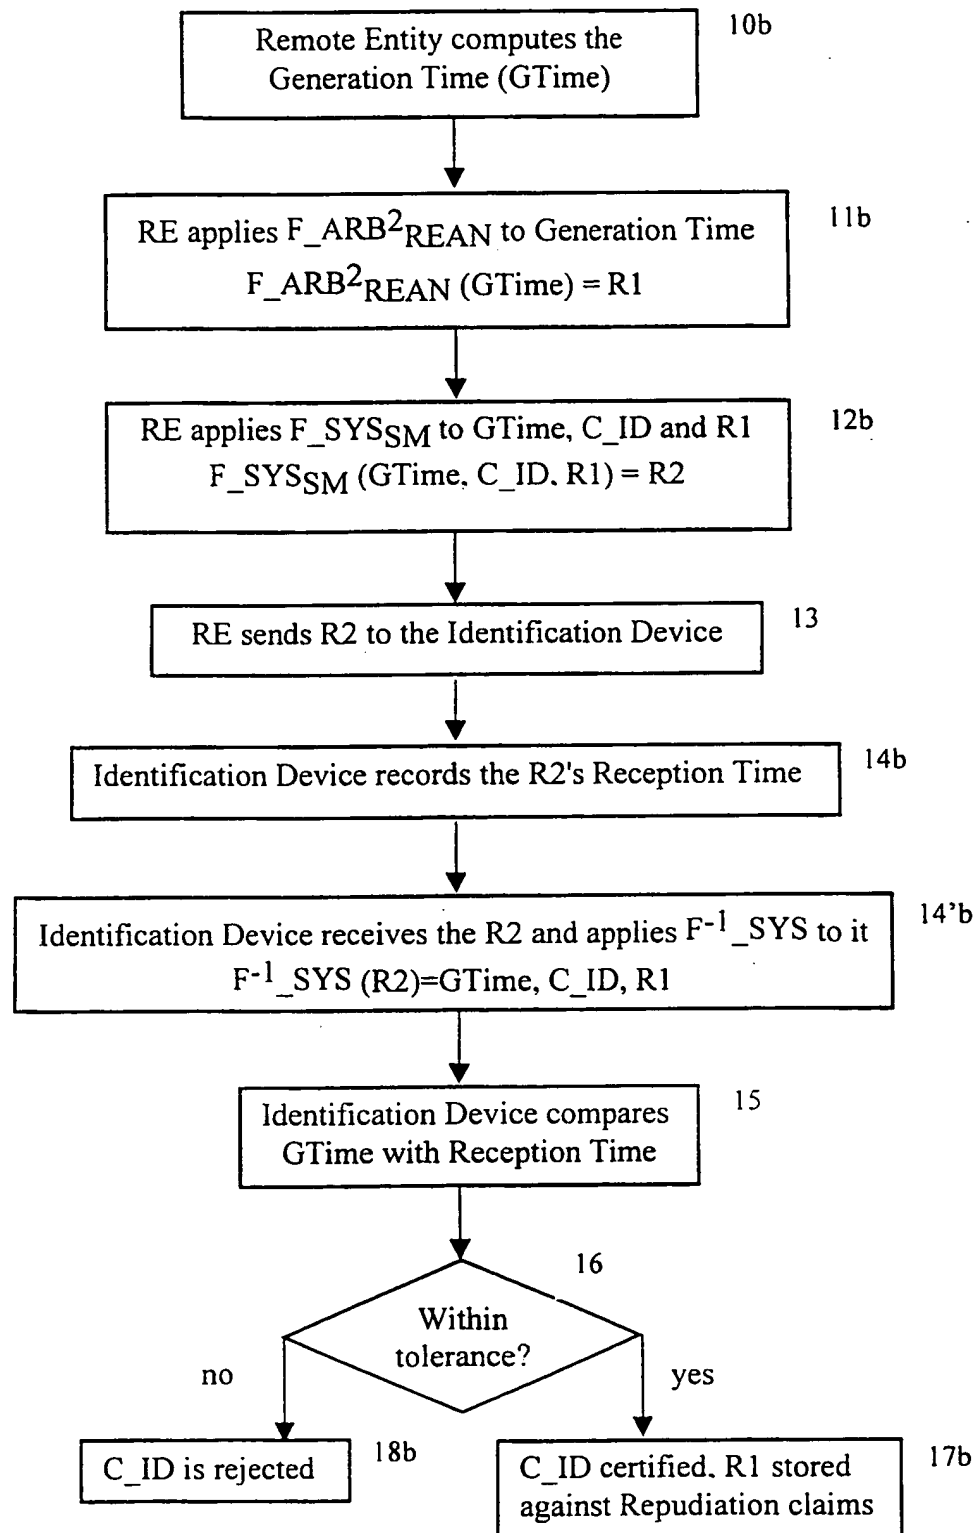 Remote Entity computes the
Generation Time (GTime)
10b
RE applies F_ARB²REAN to Generation Time
F_ARB²REAN (GTime) = R1
11b
RE applies F_SYSSM to GTime, C_ID and R1
F_SYSSM (GTime, C_ID, R1) = R2
12b
RE sends R2 to the Identification Device
13
Identification Device records the R2's Reception Time
14b
Identification Device receives the R2 and applies F⁻¹_SYS to it
F⁻¹_SYS (R2)=GTime, C_ID, R1
14'b
Identification Device compares
GTime with Reception Time
15
16
Within
tolerance?
no
yes
C_ID is rejected
18b
C_ID certified, R1 stored
against Repudiation claims
17b